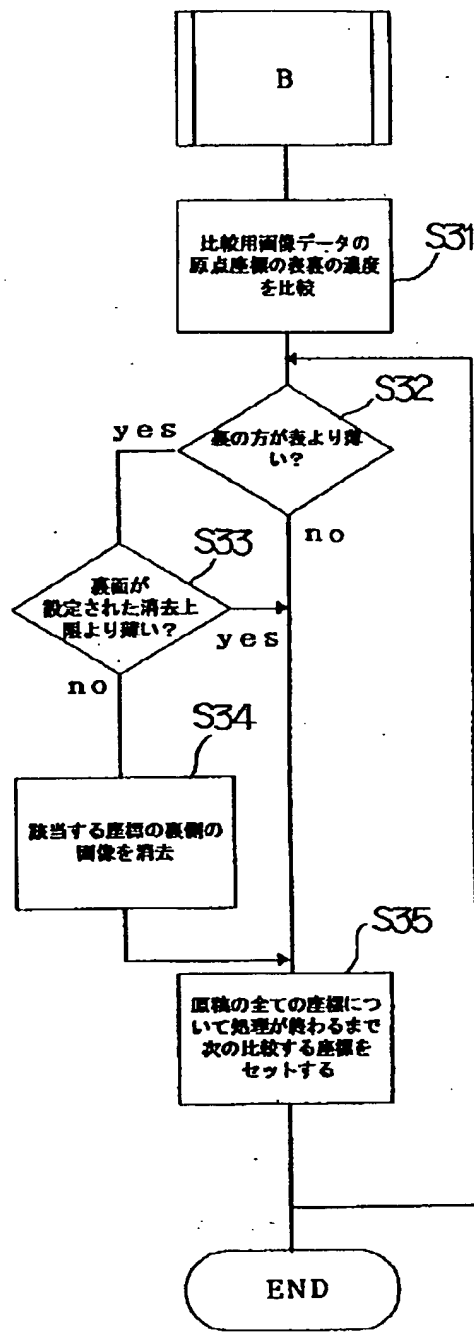 B
S31
比較用画像データの
原点座標の表裏の濃度
を比較
S32
裏の方が表より薄
い?
yes
no
S33
裏面が
設定された消去上
限より薄い?
yes
no
S34
該当する座標の裏側の
画像を消去
S35
原稿の全ての座標につ
いて処理が終わるまで
次の比較する座標を
セットする
END